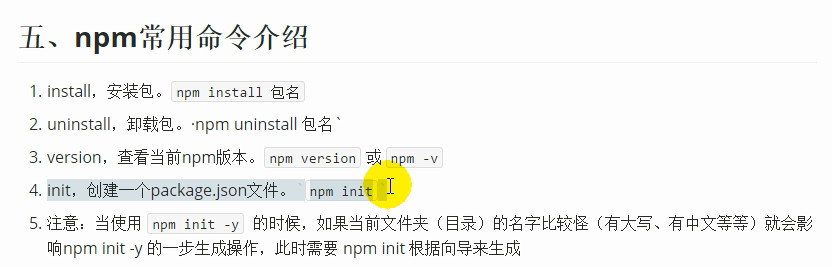 五、npm常用命令介绍
1. install，安装包。 npm install 包名
2. uninstall，卸载包。·npm uninstall 包名`
3. version，查看当前npm版本。 npm version 或 npm -v
4. init，创建一个package.json文件。 ` npm init `
5. 注意：当使用 npm init -y 的时候，如果当前文件夹（目录）的名字比较怪（有大写、有中文等等）就会影
响npm init -y 的一步生成操作，此时需要 npm init 根据向导来生成